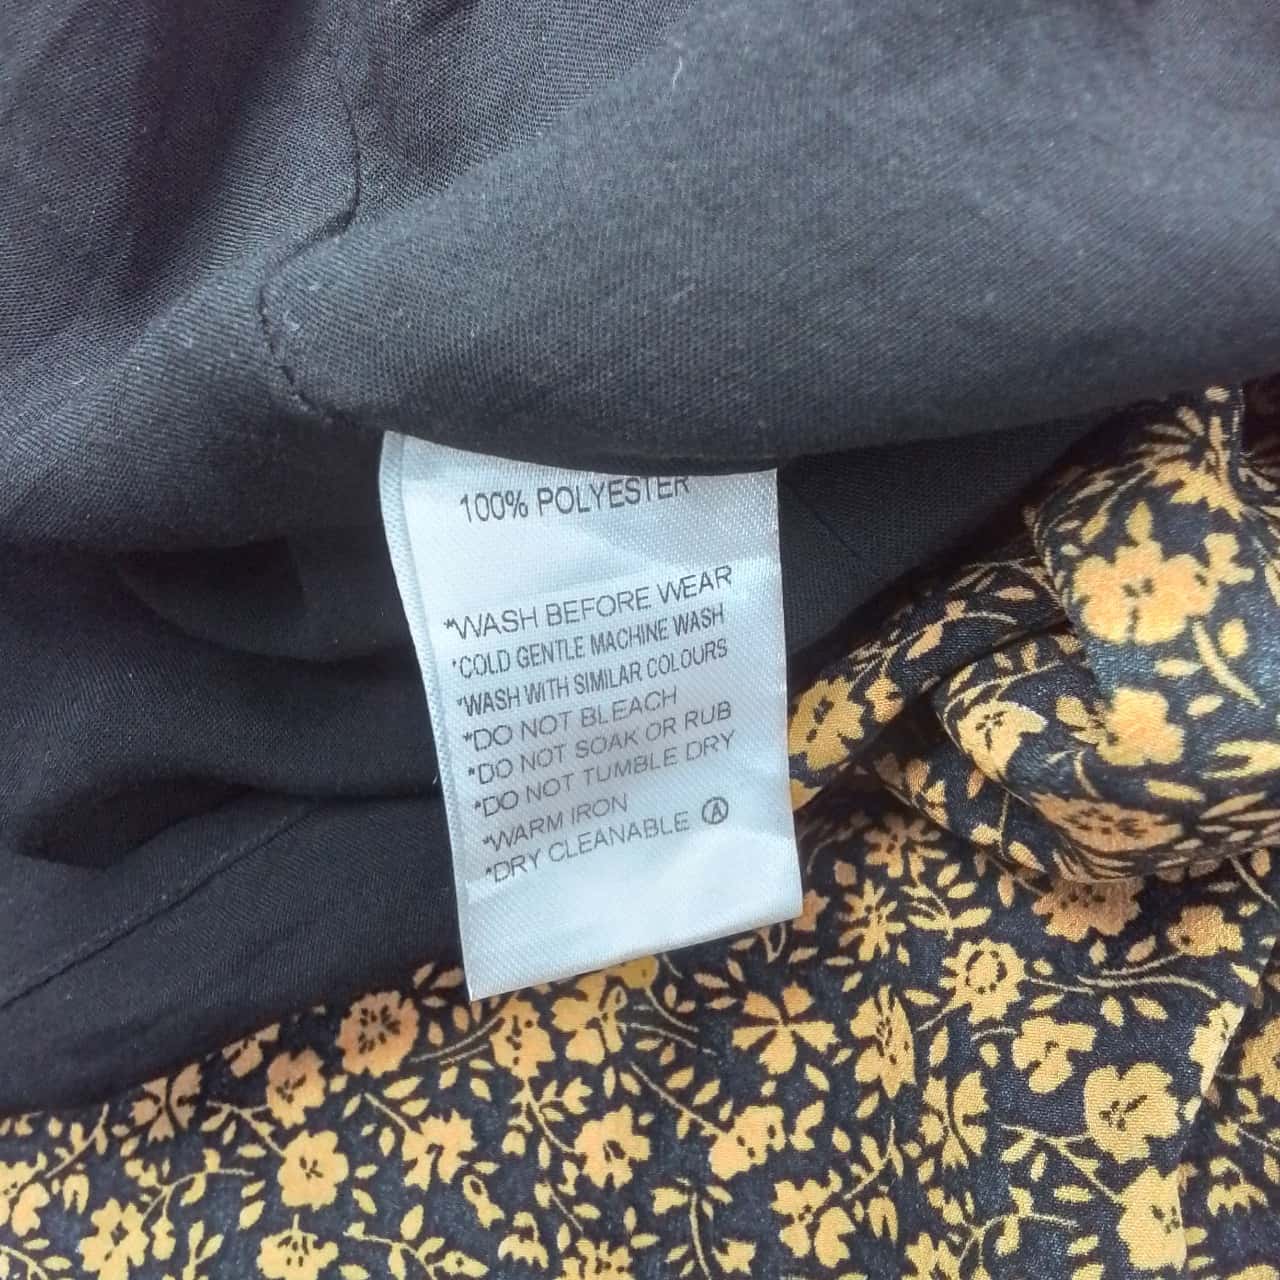 100% POLYESTER
*WASH BEFORE WEAR
*COLD GENTLE MACHINE WASH
*WASH WITH SIMILAR COLOURS
*DO NOT BLEACH
*DO NOT SOAK OR RUB
*DO NOT TUMBLE DRY
*WARM IRON
*DRY CLEANABLE Ⓐ